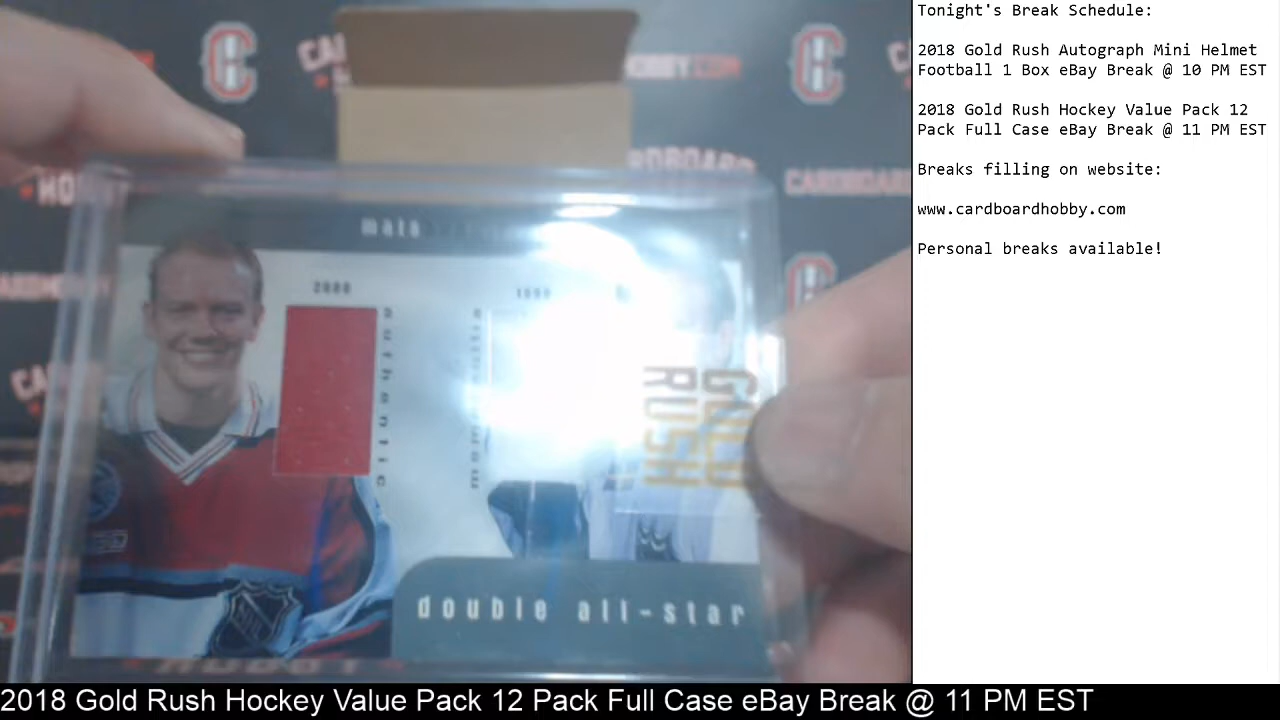 Tonight's Break Schedule:
2018 Gold Rush Autograph Mini Helmet
Football 1 Box eBay Break @ 10 PM EST
2018 Gold Rush Hockey Value Pack 12
Pack Full Case eBay Break @ 11 PM EST
Breaks filling on website:
www.cardboardhobby.com
Personal breaks available!
mats
2000
authentic
GOLD
RUSH
double all-star
2018 Gold Rush Hockey Value Pack 12 Pack Full Case eBay Break @ 11 PM EST